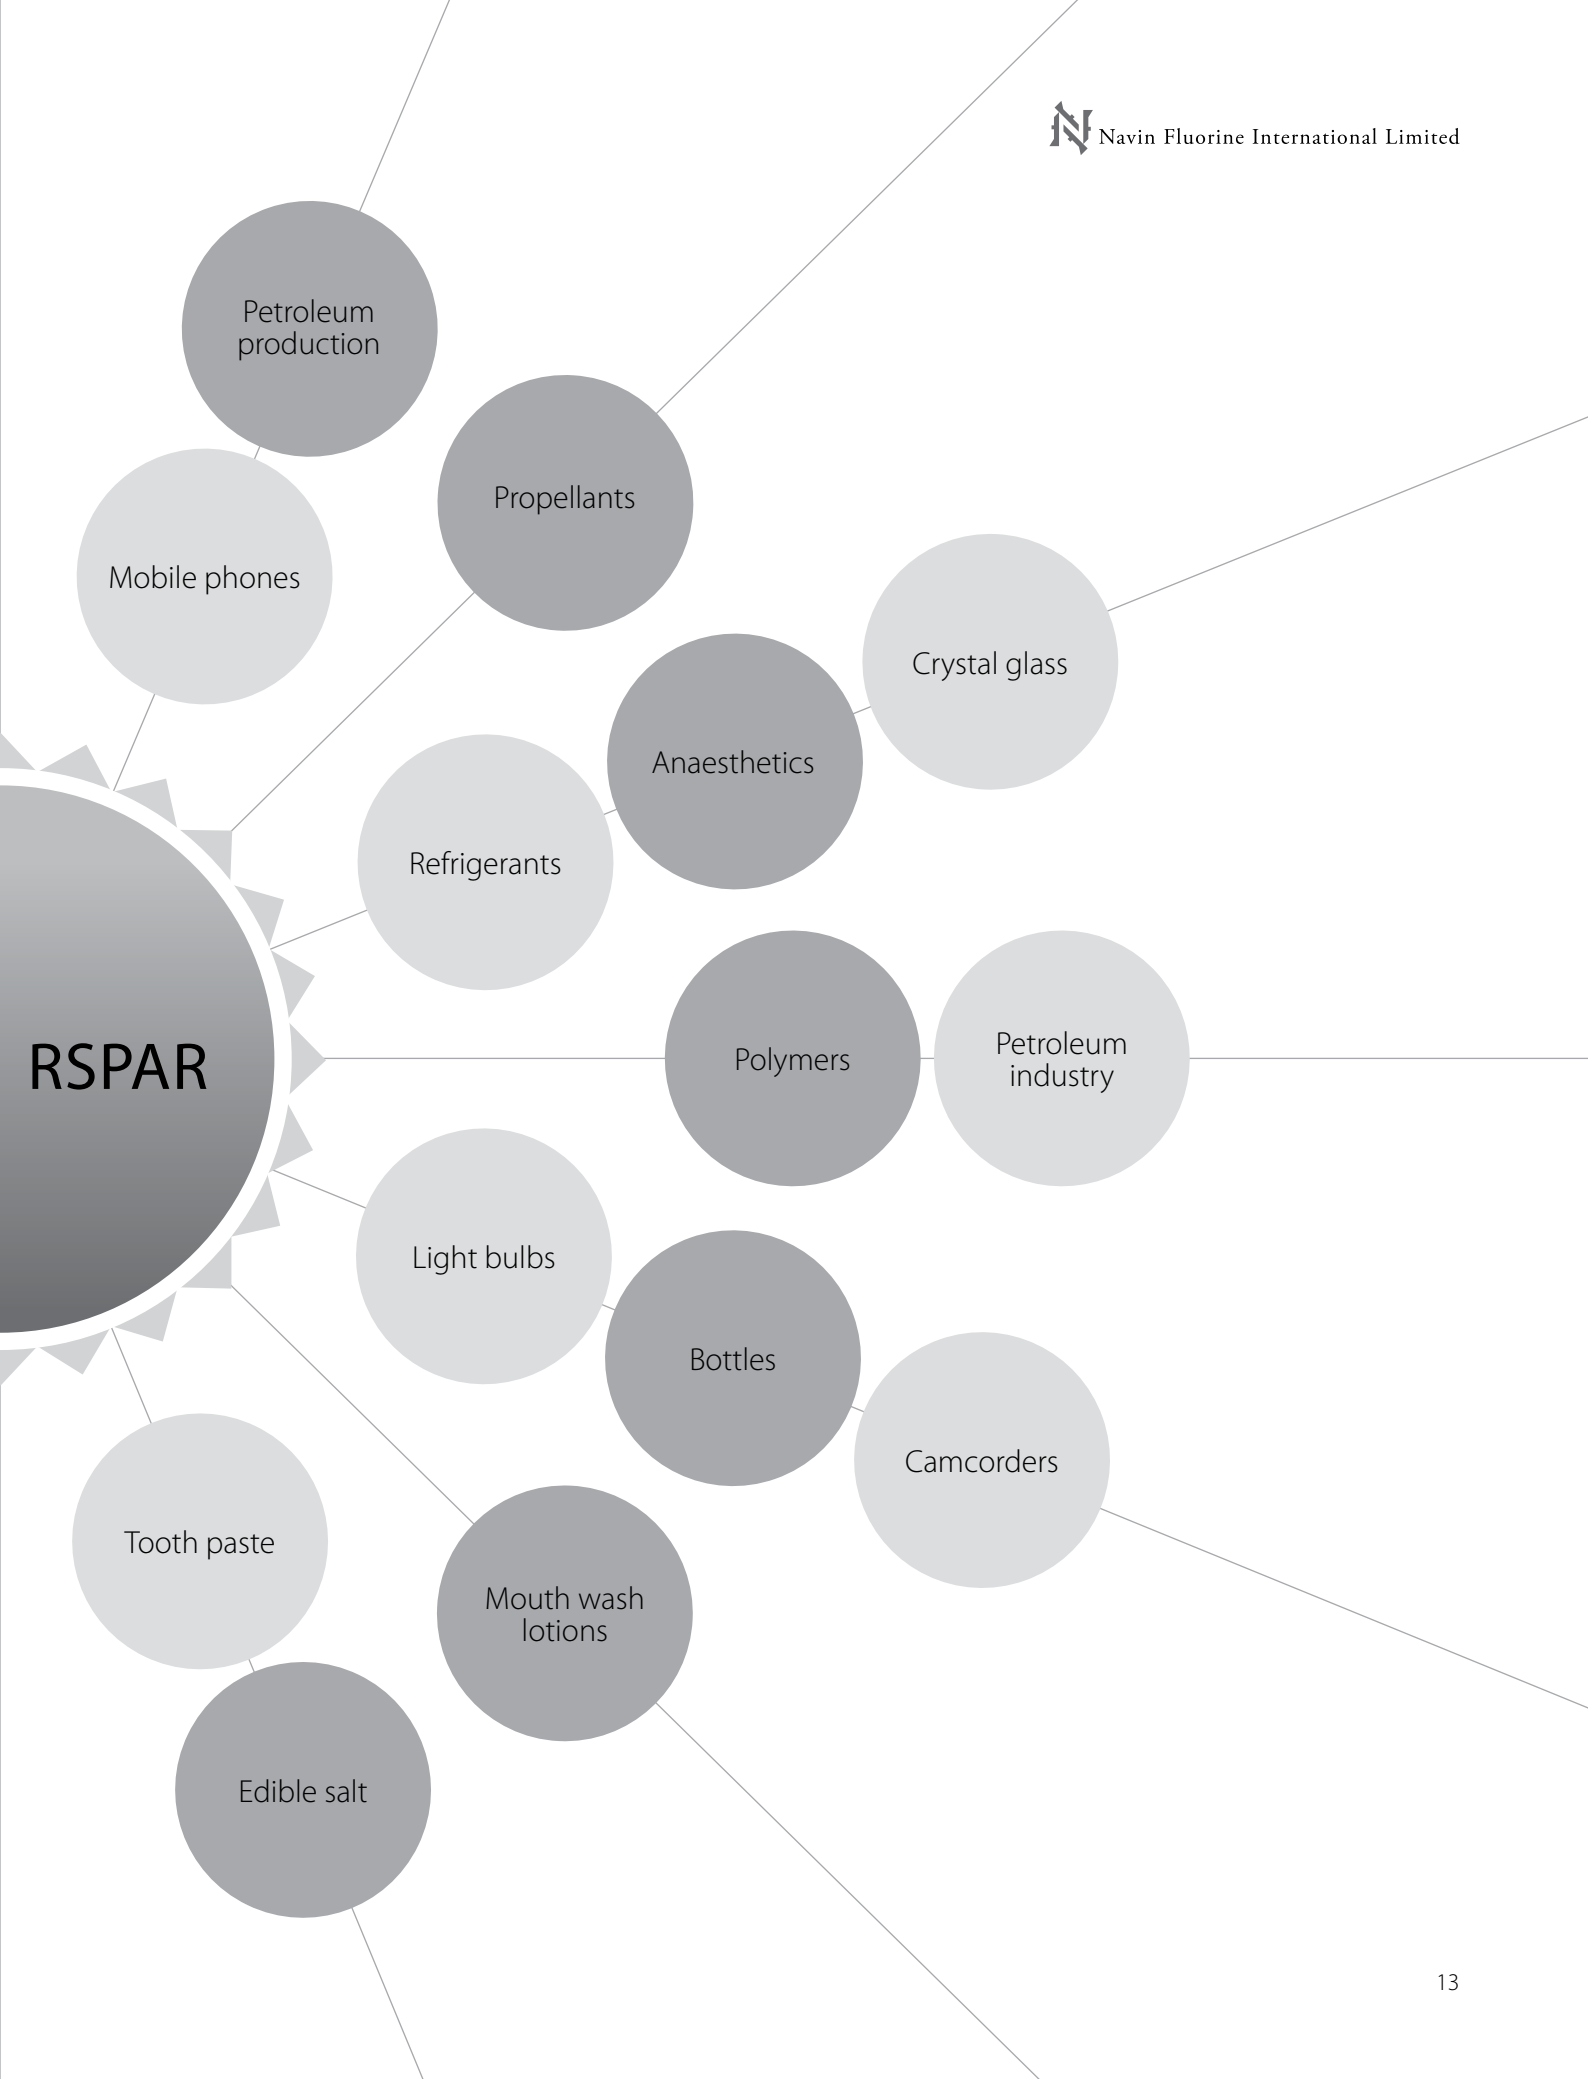 Navin Fluorine International Limited
Petroleum
production
Propellants
Mobile phones
Crystal glass
Anaesthetics
Refrigerants
RSPAR
Polymers
Petroleum
industry
Light bulbs
Bottles
Camcorders
Tooth paste
Mouth wash
lotions
Edible salt
13